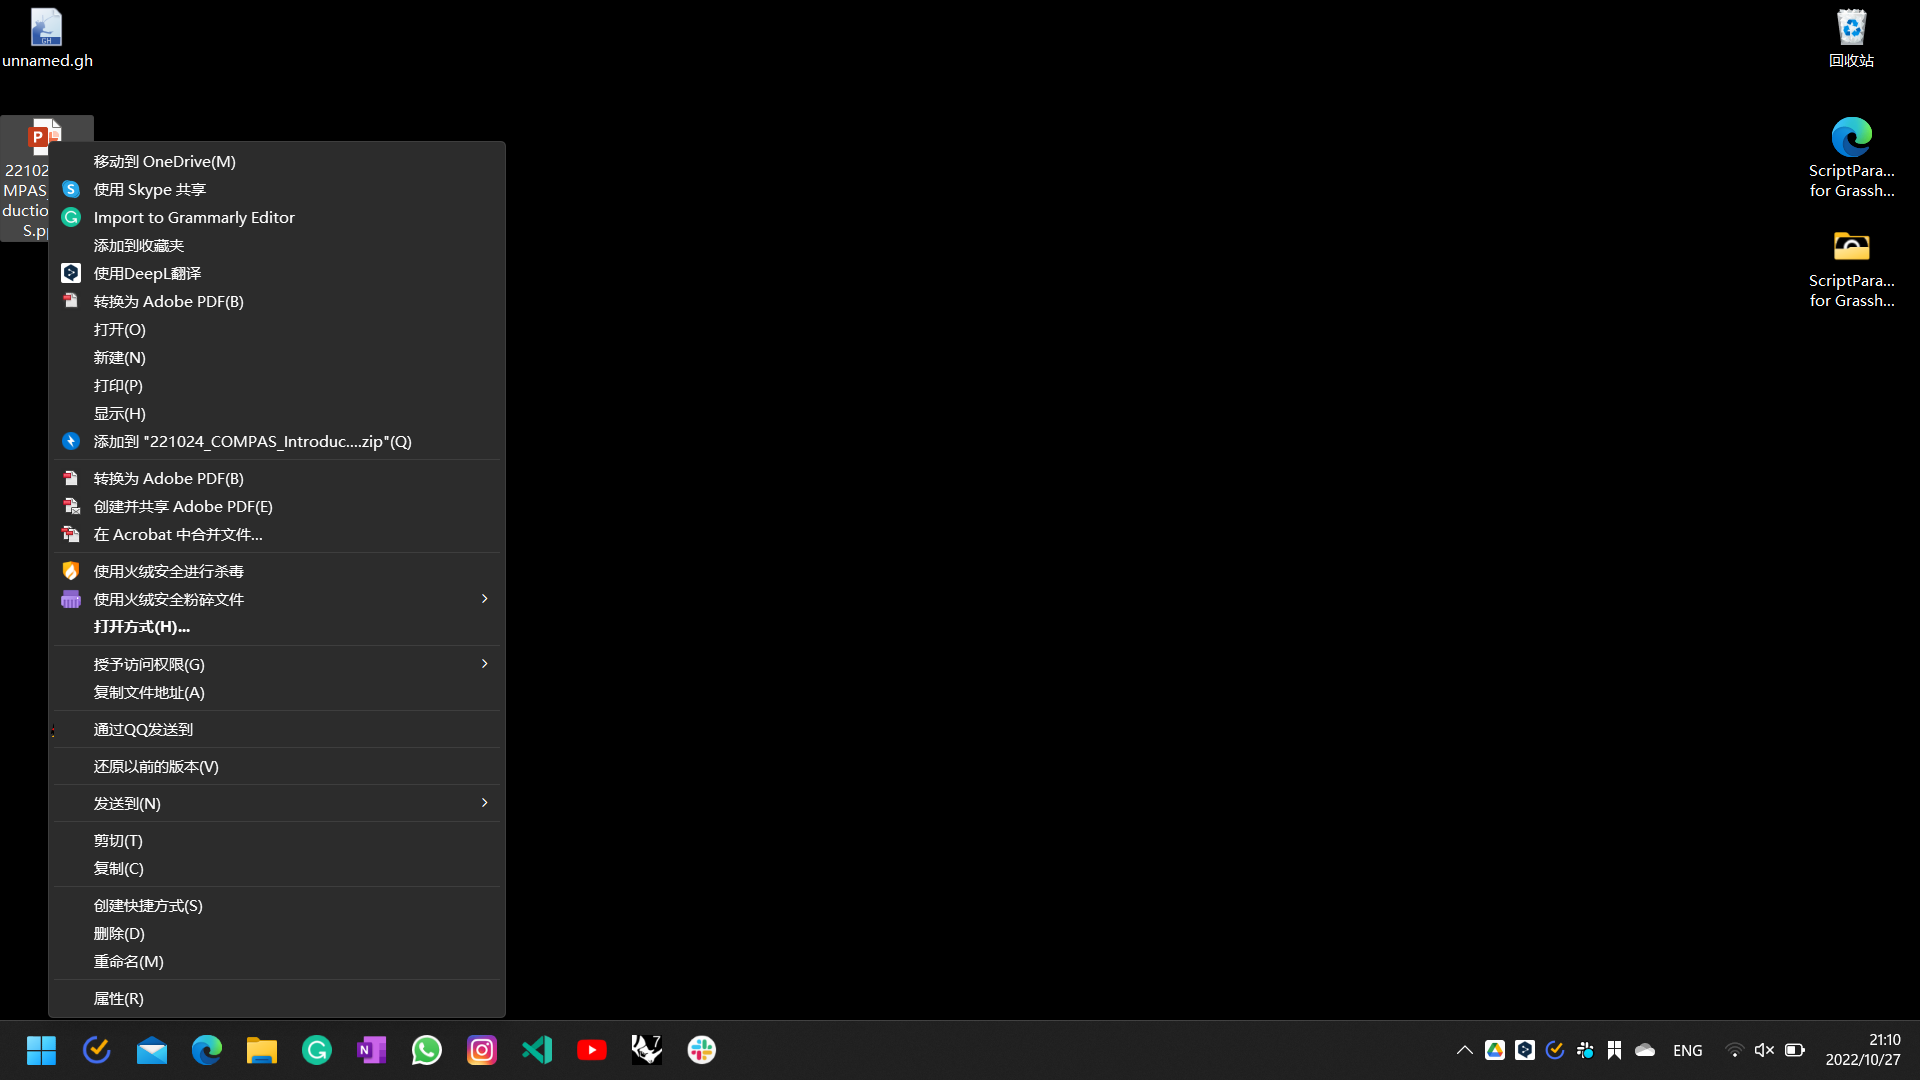 unnamed.gh
22102
MPAS_
ductio
S.p
移动到 OneDrive(M)
使用 Skype 共享
Import to Grammarly Editor
添加到收藏夹
使用DeepL翻译
转换为 Adobe PDF(B)
打开(O)
新建(N)
打印(P)
显示(H)
添加到 "221024_COMPAS_Introduc....zip"(Q)
转换为 Adobe PDF(B)
创建并共享 Adobe PDF(E)
在 Acrobat 中合并文件...
使用火绒安全进行杀毒
使用火绒安全粉碎文件
打开方式(H)...
授予访问权限(G)
复制文件地址(A)
通过QQ发送到
还原以前的版本(V)
发送到(N)
剪切(T)
复制(C)
创建快捷方式(S)
删除(D)
重命名(M)
属性(R)
回收站
ScriptPara...
for Grassh...
ScriptPara...
for Grassh...
ENG
21:10
2022/10/27